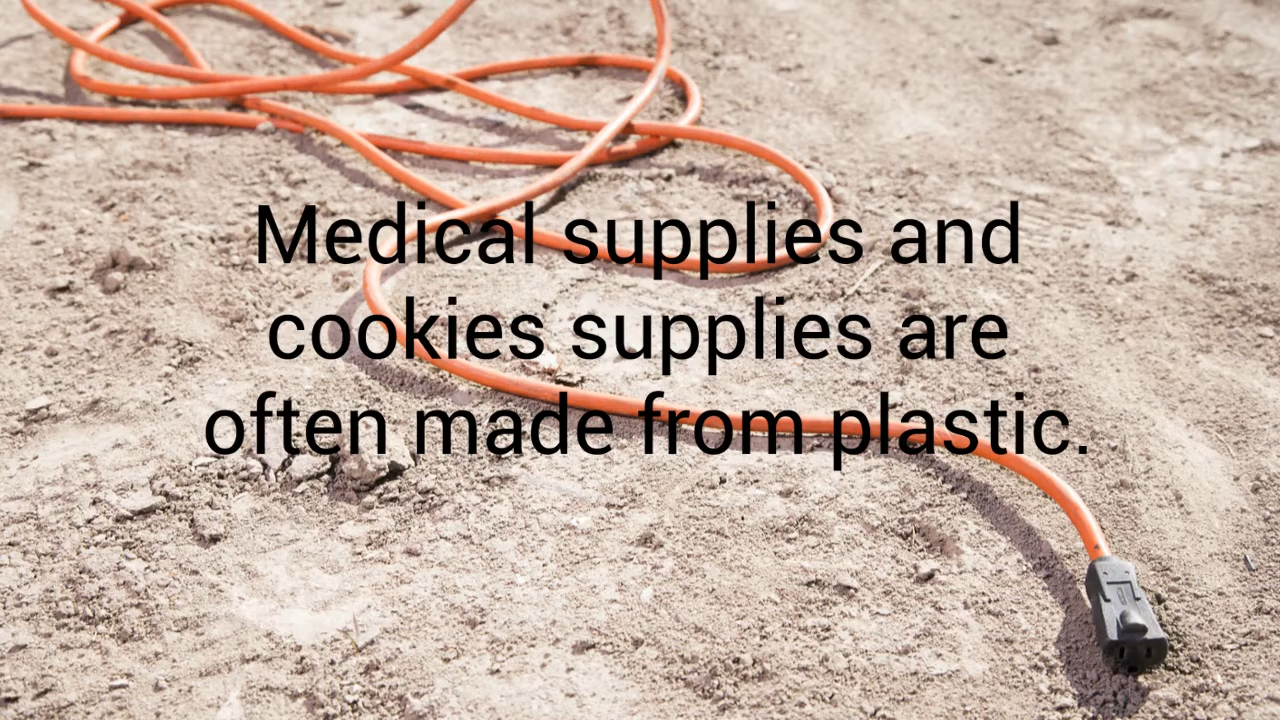 Medical supplies and
cookies supplies are
often made from plastic.